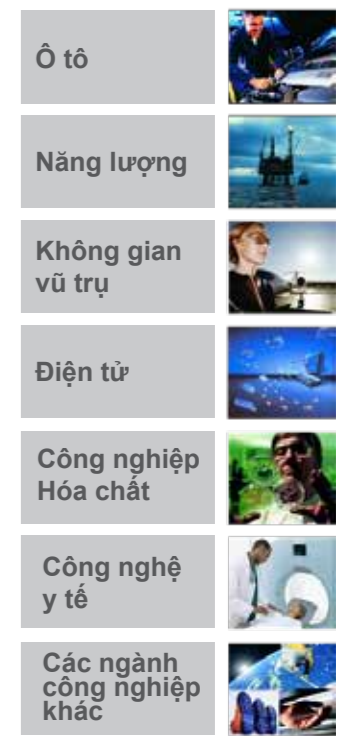 Ô tô
Năng lượng
Không gian
vũ trụ
Điện tử
Công nghiệp
Hóa chất
Công nghệ
y tế
Các ngành
công nghiệp
khác